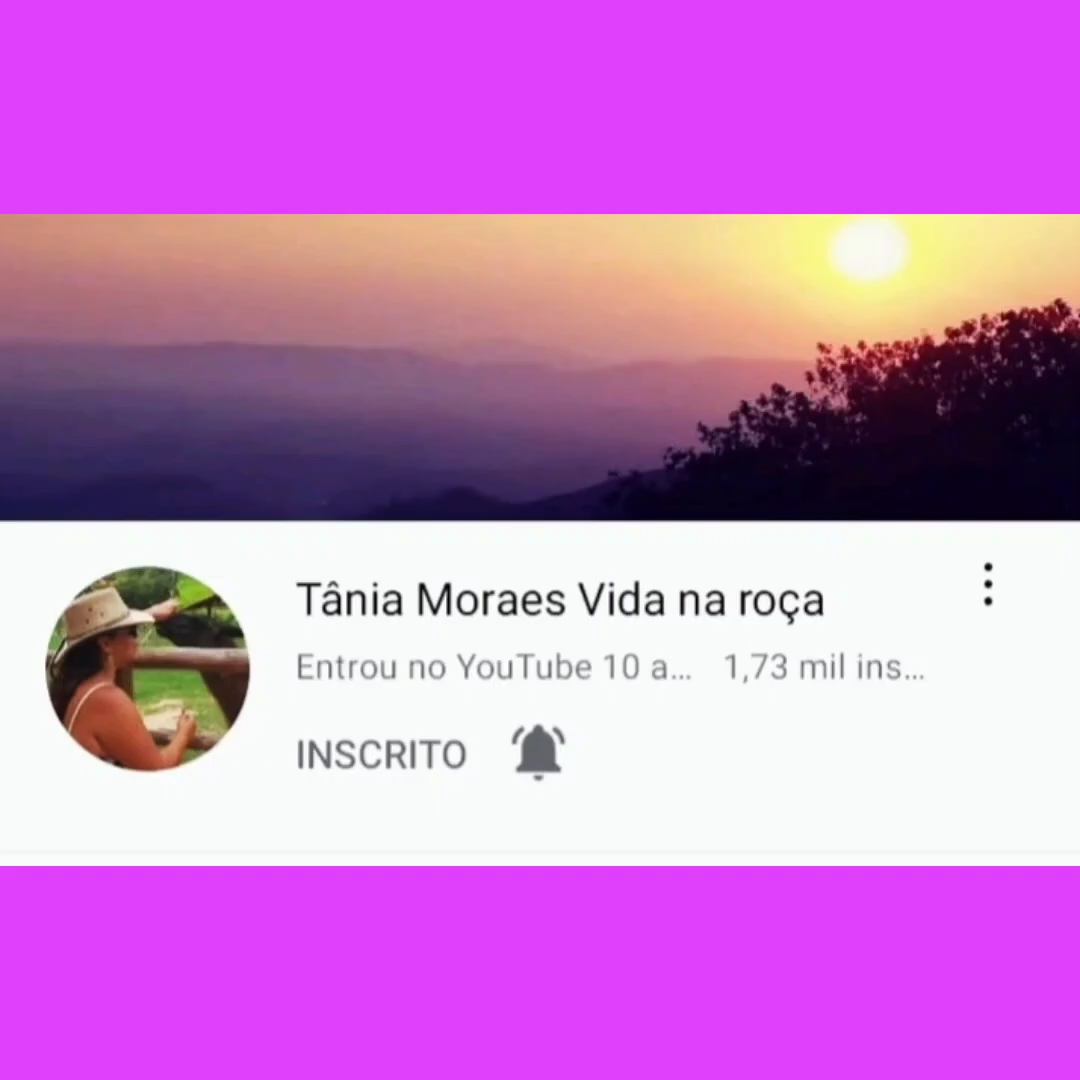 Tânia Moraes Vida na roça
Entrou no YouTube 10 a... 1,73 mil ins...
INSCRITO